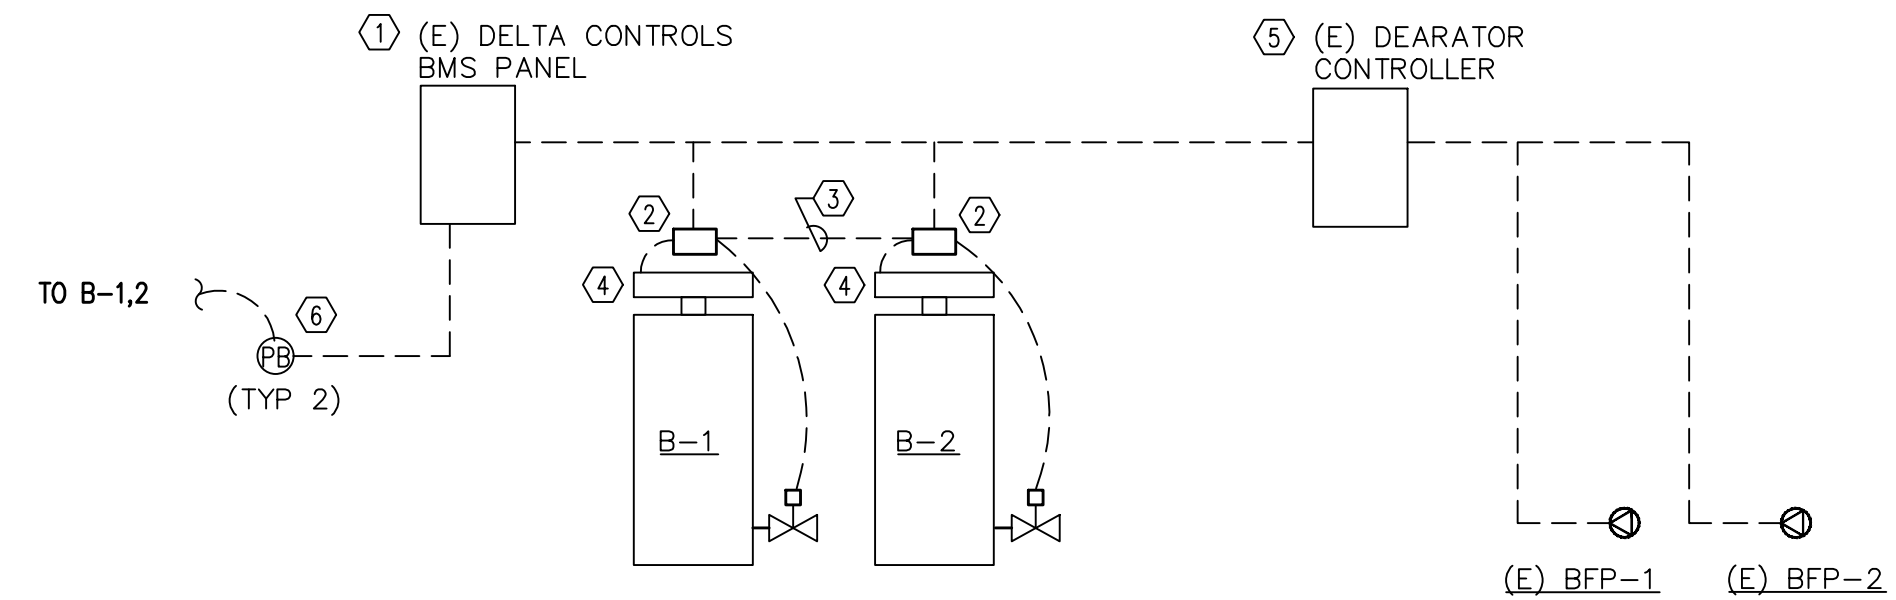 1 (E) DELTA CONTROLS
BMS PANEL
5 (E) DEARATOR
CONTROLLER
2
3
2
4
4
TO B-1,2
6
PB
(TYP 2)
B-1
B-2
(E) BFP-1
(E) BFP-2